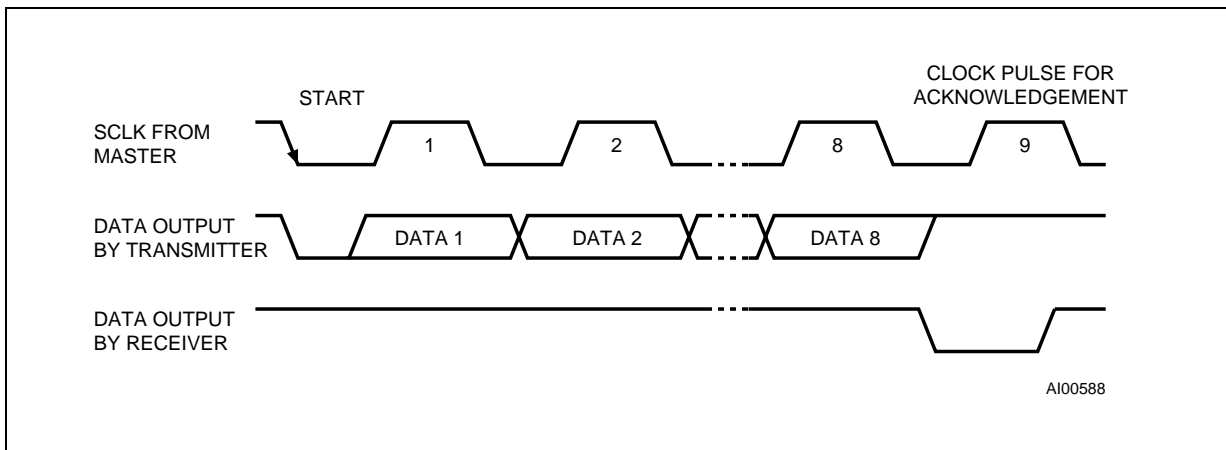 START
CLOCK PULSE FOR
ACKNOWLEDGEMENT
SCLK FROM
MASTER
1
2
8
9
DATA OUTPUT
BY TRANSMITTER
DATA 1
DATA 2
DATA 8
DATA OUTPUT
BY RECEIVER
AI00588